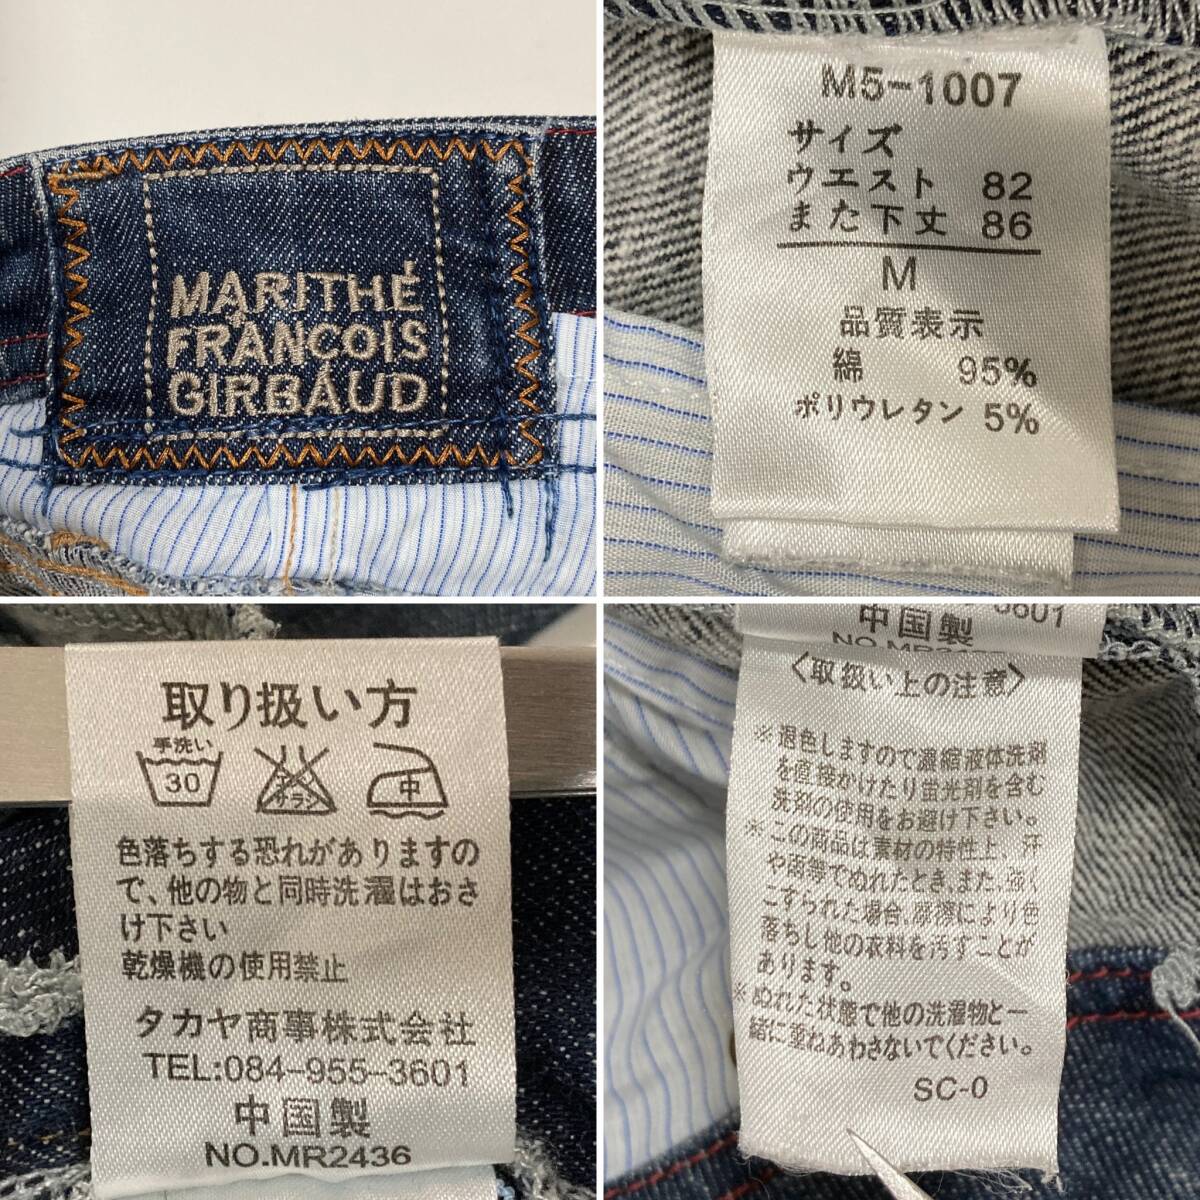 MARITHÉ
FRANÇOIS
GIRBAUD
M5-1007
サイズ
ウエスト 82
また下丈 86
M
品質表示
綿 95%
ポリウレタン 5%
取り扱い方
手洗い
30
エンソ
サラシ
中
色落ちする恐れがありますの
で、他の物と同時洗濯はおさ
け下さい
乾燥機の使用禁止
タカヤ商事株式会社
TEL:084-955-3601
中国製
NO.MR2436
3601
中国製
NO.MR243
〈取扱い上の注意〉
※退色しますので濃縮液体洗剤
を直接かけたり蛍光剤を含む
洗剤の使用をお避け下さい。
※この商品は素材の特性上、汗
や雨等でぬれたとき、また、強く
こすられた場合、摩擦により色
落ちし他の衣料を汚すことが
あります。
※ぬれた状態で他の洗濯物と一
緒に重ねあわさないでください。
SC-0